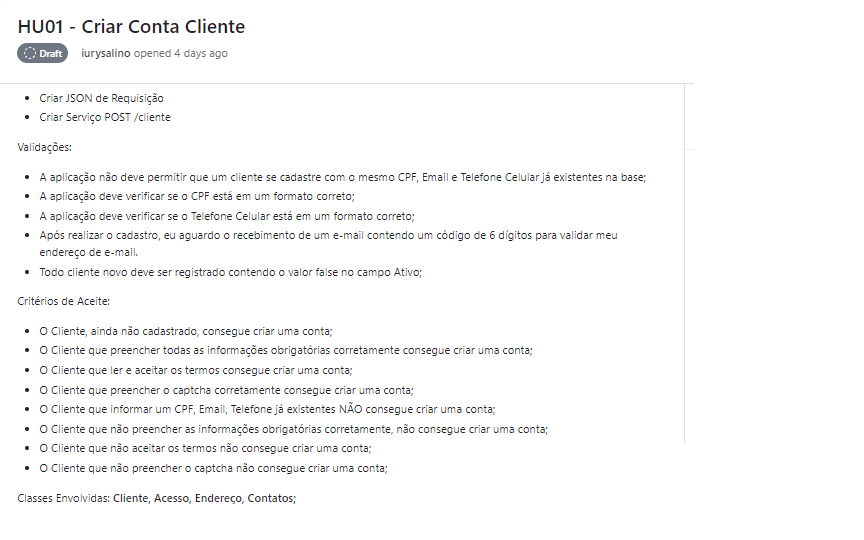 HU01 - Criar Conta Cliente
Draft iurysalino opened 4 days ago
• Criar JSON de Requisição
• Criar Serviço POST /cliente
Validações:
• A aplicação não deve permitir que um cliente se cadastre com o mesmo CPF, Email e Telefone Celular já existentes na base;
• A aplicação deve verificar se o CPF está em um formato correto;
• A aplicação deve verificar se o Telefone Celular está em um formato correto;
• Após realizar o cadastro, eu aguardo o recebimento de um e-mail contendo um código de 6 dígitos para validar meu
endereço de e-mail.
• Todo cliente novo deve ser registrado contendo o valor false no campo Ativo;
Critérios de Aceite:
• O Cliente, ainda não cadastrado, consegue criar uma conta;
• O Cliente que preencher todas as informações obrigatórias corretamente consegue criar uma conta;
• O Cliente que ler e aceitar os termos consegue criar uma conta;
• O Cliente que preencher o captcha corretamente consegue criar uma conta;
• O Cliente que informar um CPF, Email, Telefone já existentes NÃO consegue criar uma conta;
• O Cliente que não preencher as informações obrigatórias corretamente, não consegue criar uma conta;
• O Cliente que não aceitar os termos não consegue criar uma conta;
• O Cliente que não preencher o captcha não consegue criar uma conta;
Classes Envolvidas: Cliente, Acesso, Endereço, Contatos;